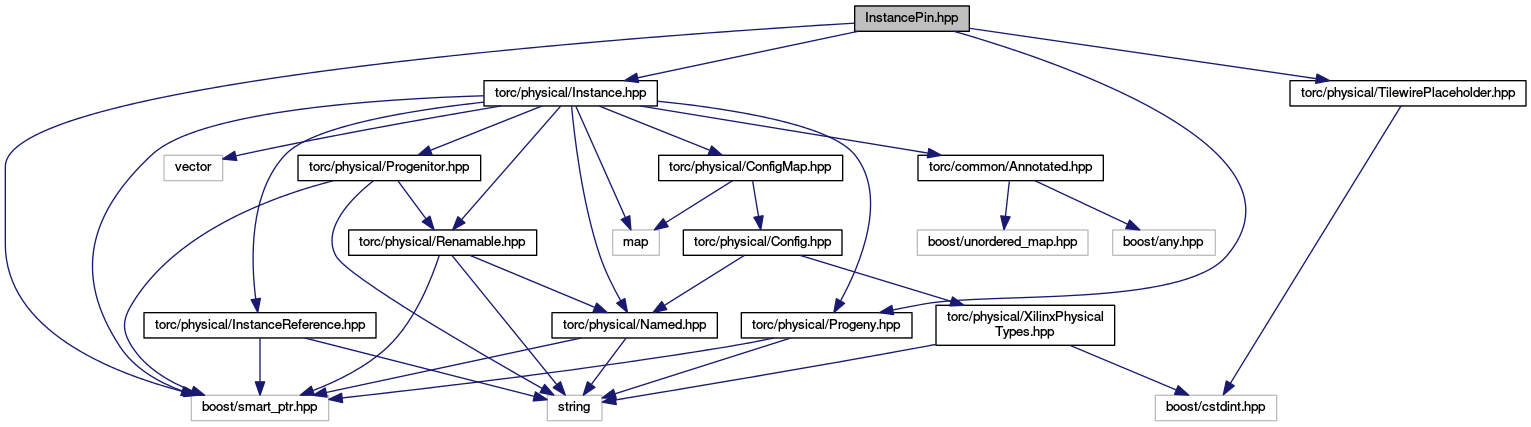 InstancePin.hpp
torc/physical/Instance.hpp
torc/physical/TilewirePlaceholder.hpp
vector
torc/physical/Progenitor.hpp
torc/physical/ConfigMap.hpp
torc/common/Annotated.hpp
torc/physical/Renamable.hpp
map
torc/physical/Config.hpp
boost/unordered_map.hpp
boost/any.hpp
torc/physical/InstanceReference.hpp
torc/physical/Named.hpp
torc/physical/Progeny.hpp
torc/physical/XilinxPhysical
Types.hpp
boost/smart_ptr.hpp
string
boost/cstdint.hpp